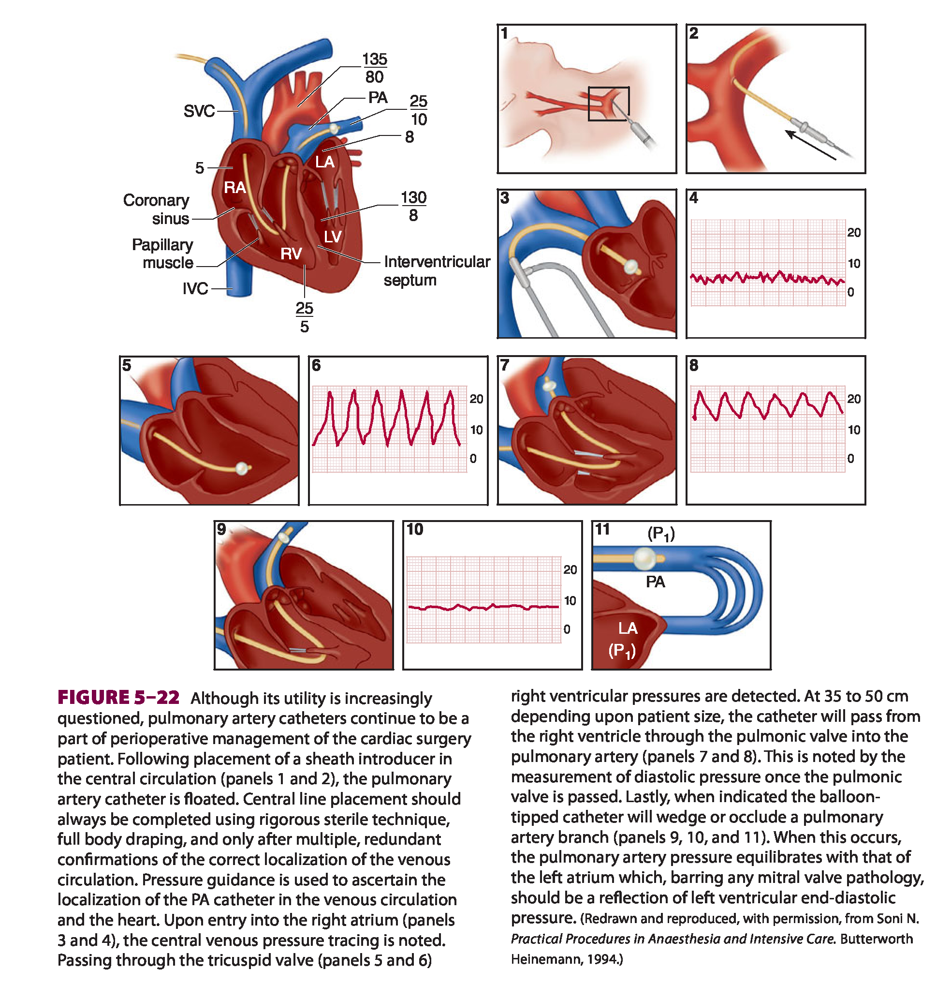 135
80
PA
25
10
8
SVC
LA
5
RA
Coronary
sinus
130
8
LV
Papillary
muscle
RV
Interventricular
septum
IVC
25
5
1
2
3
4
20
10
0
5
6
20
10
0
7
8
20
10
0
9
10
20
10
0
11
(P1)
PA
LA
(P1)
FIGURE 5–22 Although its utility is increasingly
questioned, pulmonary artery catheters continue to be a
part of perioperative management of the cardiac surgery
patient. Following placement of a sheath introducer in
the central circulation (panels 1 and 2), the pulmonary
artery catheter is floated. Central line placement should
always be completed using rigorous sterile technique,
full body draping, and only after multiple, redundant
confirmations of the correct localization of the venous
circulation. Pressure guidance is used to ascertain the
localization of the PA catheter in the venous circulation
and the heart. Upon entry into the right atrium (panels
3 and 4), the central venous pressure tracing is noted.
Passing through the tricuspid valve (panels 5 and 6)
right ventricular pressures are detected. At 35 to 50 cm
depending upon patient size, the catheter will pass from
the right ventricle through the pulmonic valve into the
pulmonary artery (panels 7 and 8). This is noted by the
measurement of diastolic pressure once the pulmonic
valve is passed. Lastly, when indicated the balloon-
tipped catheter will wedge or occlude a pulmonary
artery branch (panels 9, 10, and 11). When this occurs,
the pulmonary artery pressure equilibrates with that of
the left atrium which, barring any mitral valve pathology,
should be a reflection of left ventricular end-diastolic
pressure. (Redrawn and reproduced, with permission, from Soni N.
Practical Procedures in Anaesthesia and Intensive Care. Butterworth
Heinemann, 1994.)